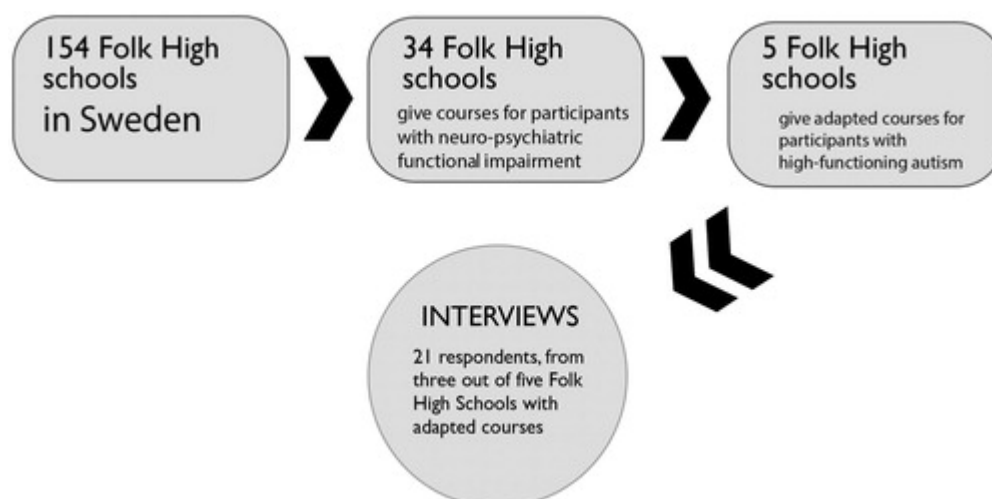 154 Folk High
schools
in Sweden
34 Folk High
schools
give courses for participants
with neuro-psychiatric
functional impairment
5 Folk High
schools
give adapted courses for
participants with
high-functioning autism
INTERVIEWS
21 respondents, from
three out of five Folk
High Schools with
adapted courses